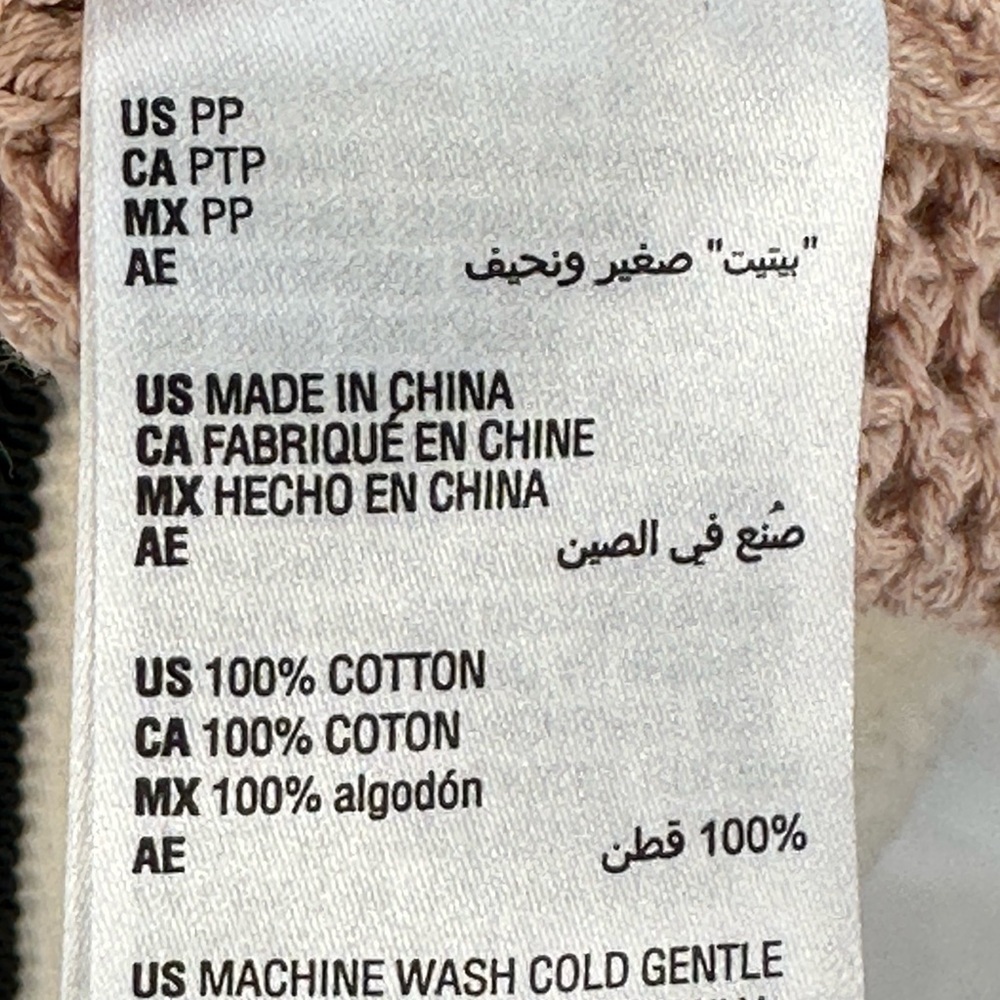 US PP
CA PTP
MX PP
AE "بيتيت" صغير ونحيف
US MADE IN CHINA
CA FABRIQUÉ EN CHINE
MX HECHO EN CHINA
AE صُنع في الصين
US 100% COTTON
CA 100% COTON
MX 100% algodón
AE 100% قطن
US MACHINE WASH COLD GENTLE